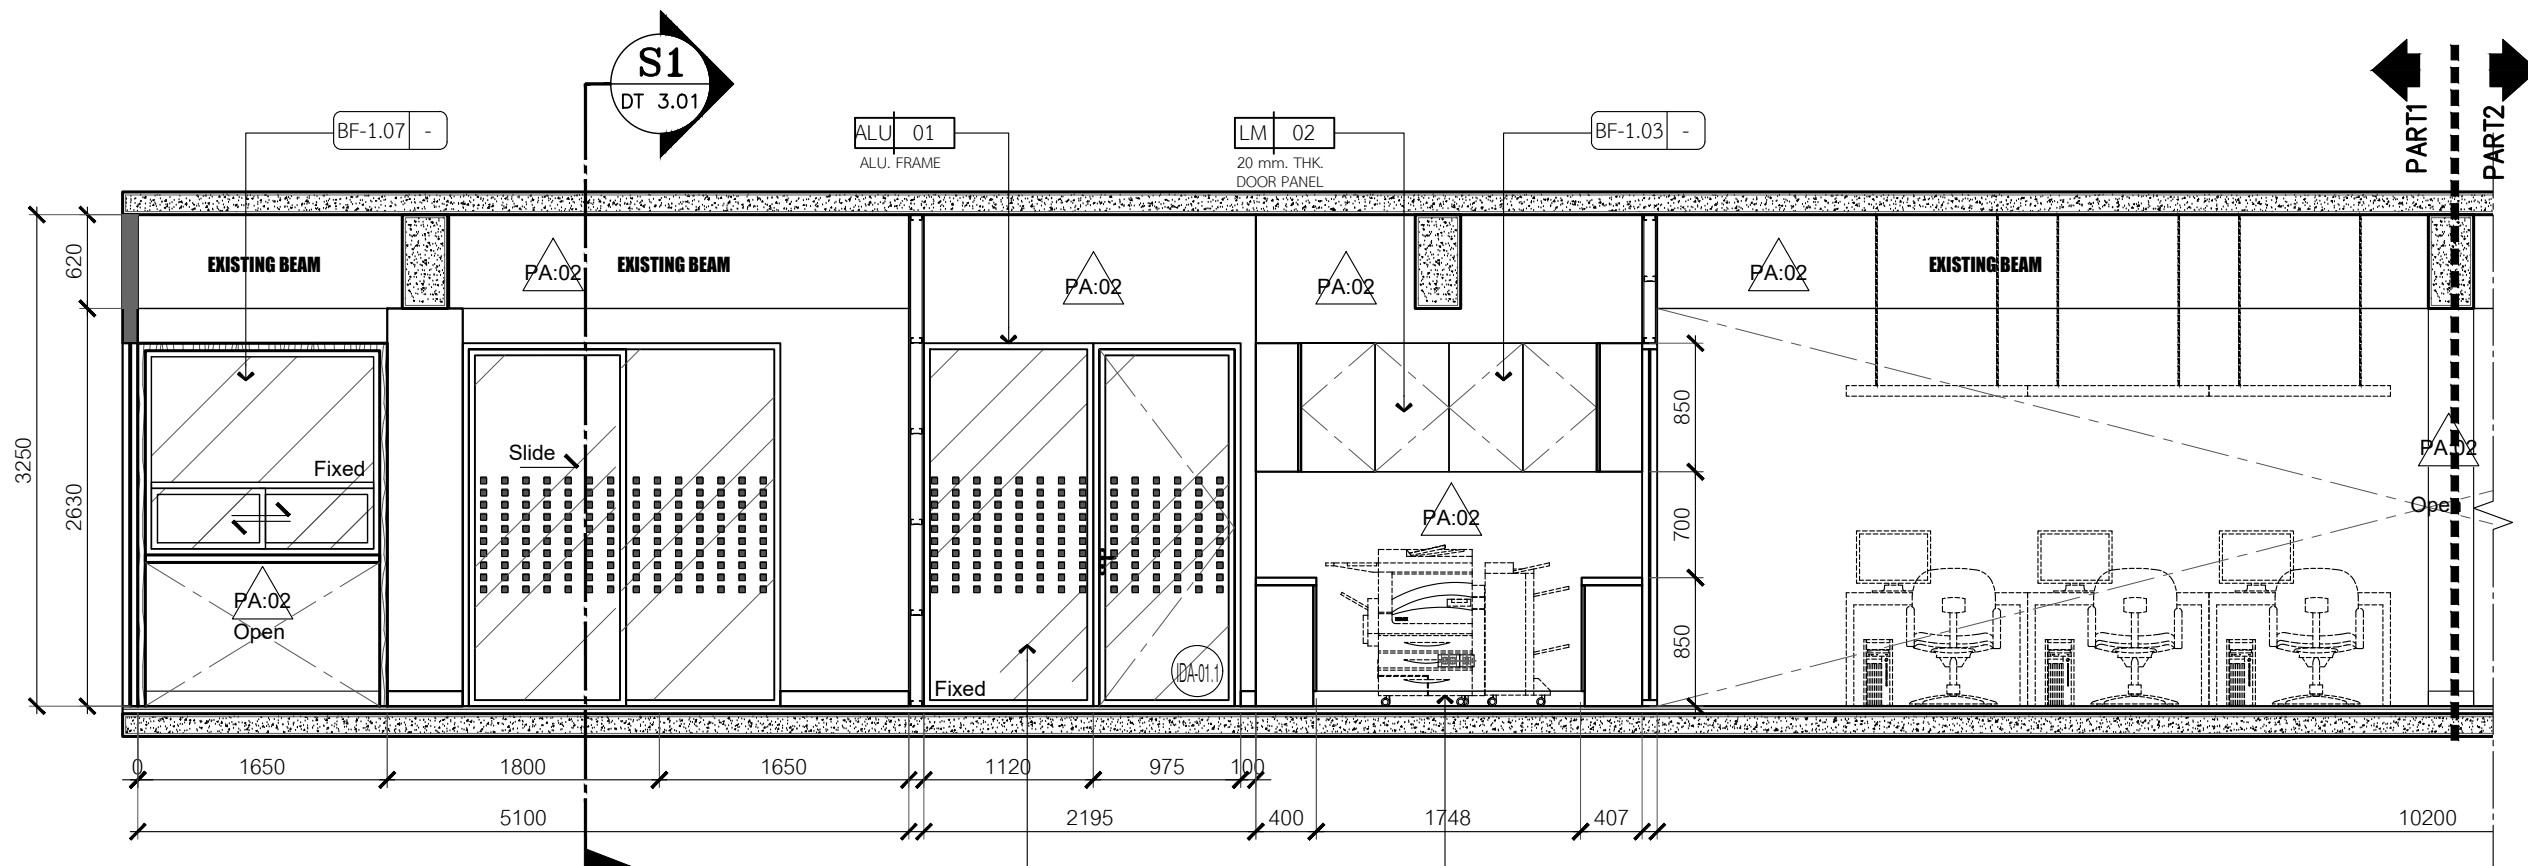 S1
DT 3.01
BF-1.07 -
ALU 01
ALU. FRAME
LM 02
20 mm. THK.
DOOR PANEL
BF-1.03 -
PART1
PART2
EXISTING BEAM
PA:02
EXISTING BEAM
PA:02
PA:02
PA:02
EXISTING BEAM
620
3250
2630
Fixed
Slide
PA:02
Open
Fixed
IDA-01.1
PA:02
850
700
850
PA:02
Open
0
1650
1800
1650
1120
975
100
5100
2195
400
1748
407
10200